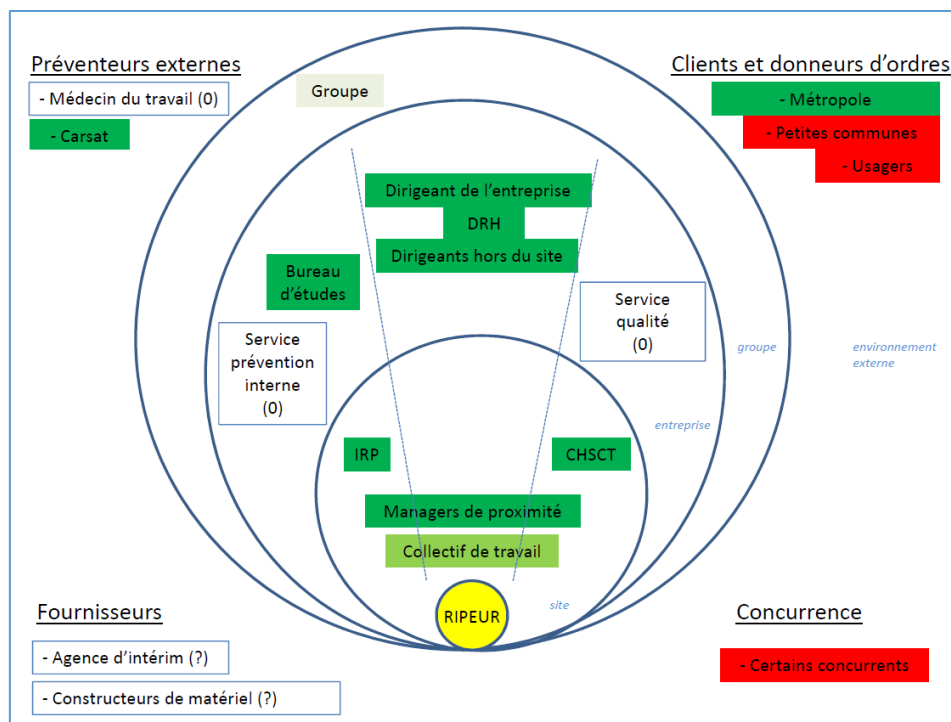 Préventeurs externes
- Médecin du travail (0)
- Carsat
Clients et donneurs d'ordres
- Métropole
- Petites communes
- Usagers
Groupe
Dirigeant de l'entreprise
DRH
Dirigeants hors du site
Bureau
d'études
Service
qualité
(0)
Service
prévention
interne
(0)
groupe
environnement
externe
entreprise
IRP
CHSCT
Managers de proximité
Collectif de travail
site
RIPEUR
Fournisseurs
- Agence d'intérim (?)
- Constructeurs de matériel (?)
Concurrence
- Certains concurrents